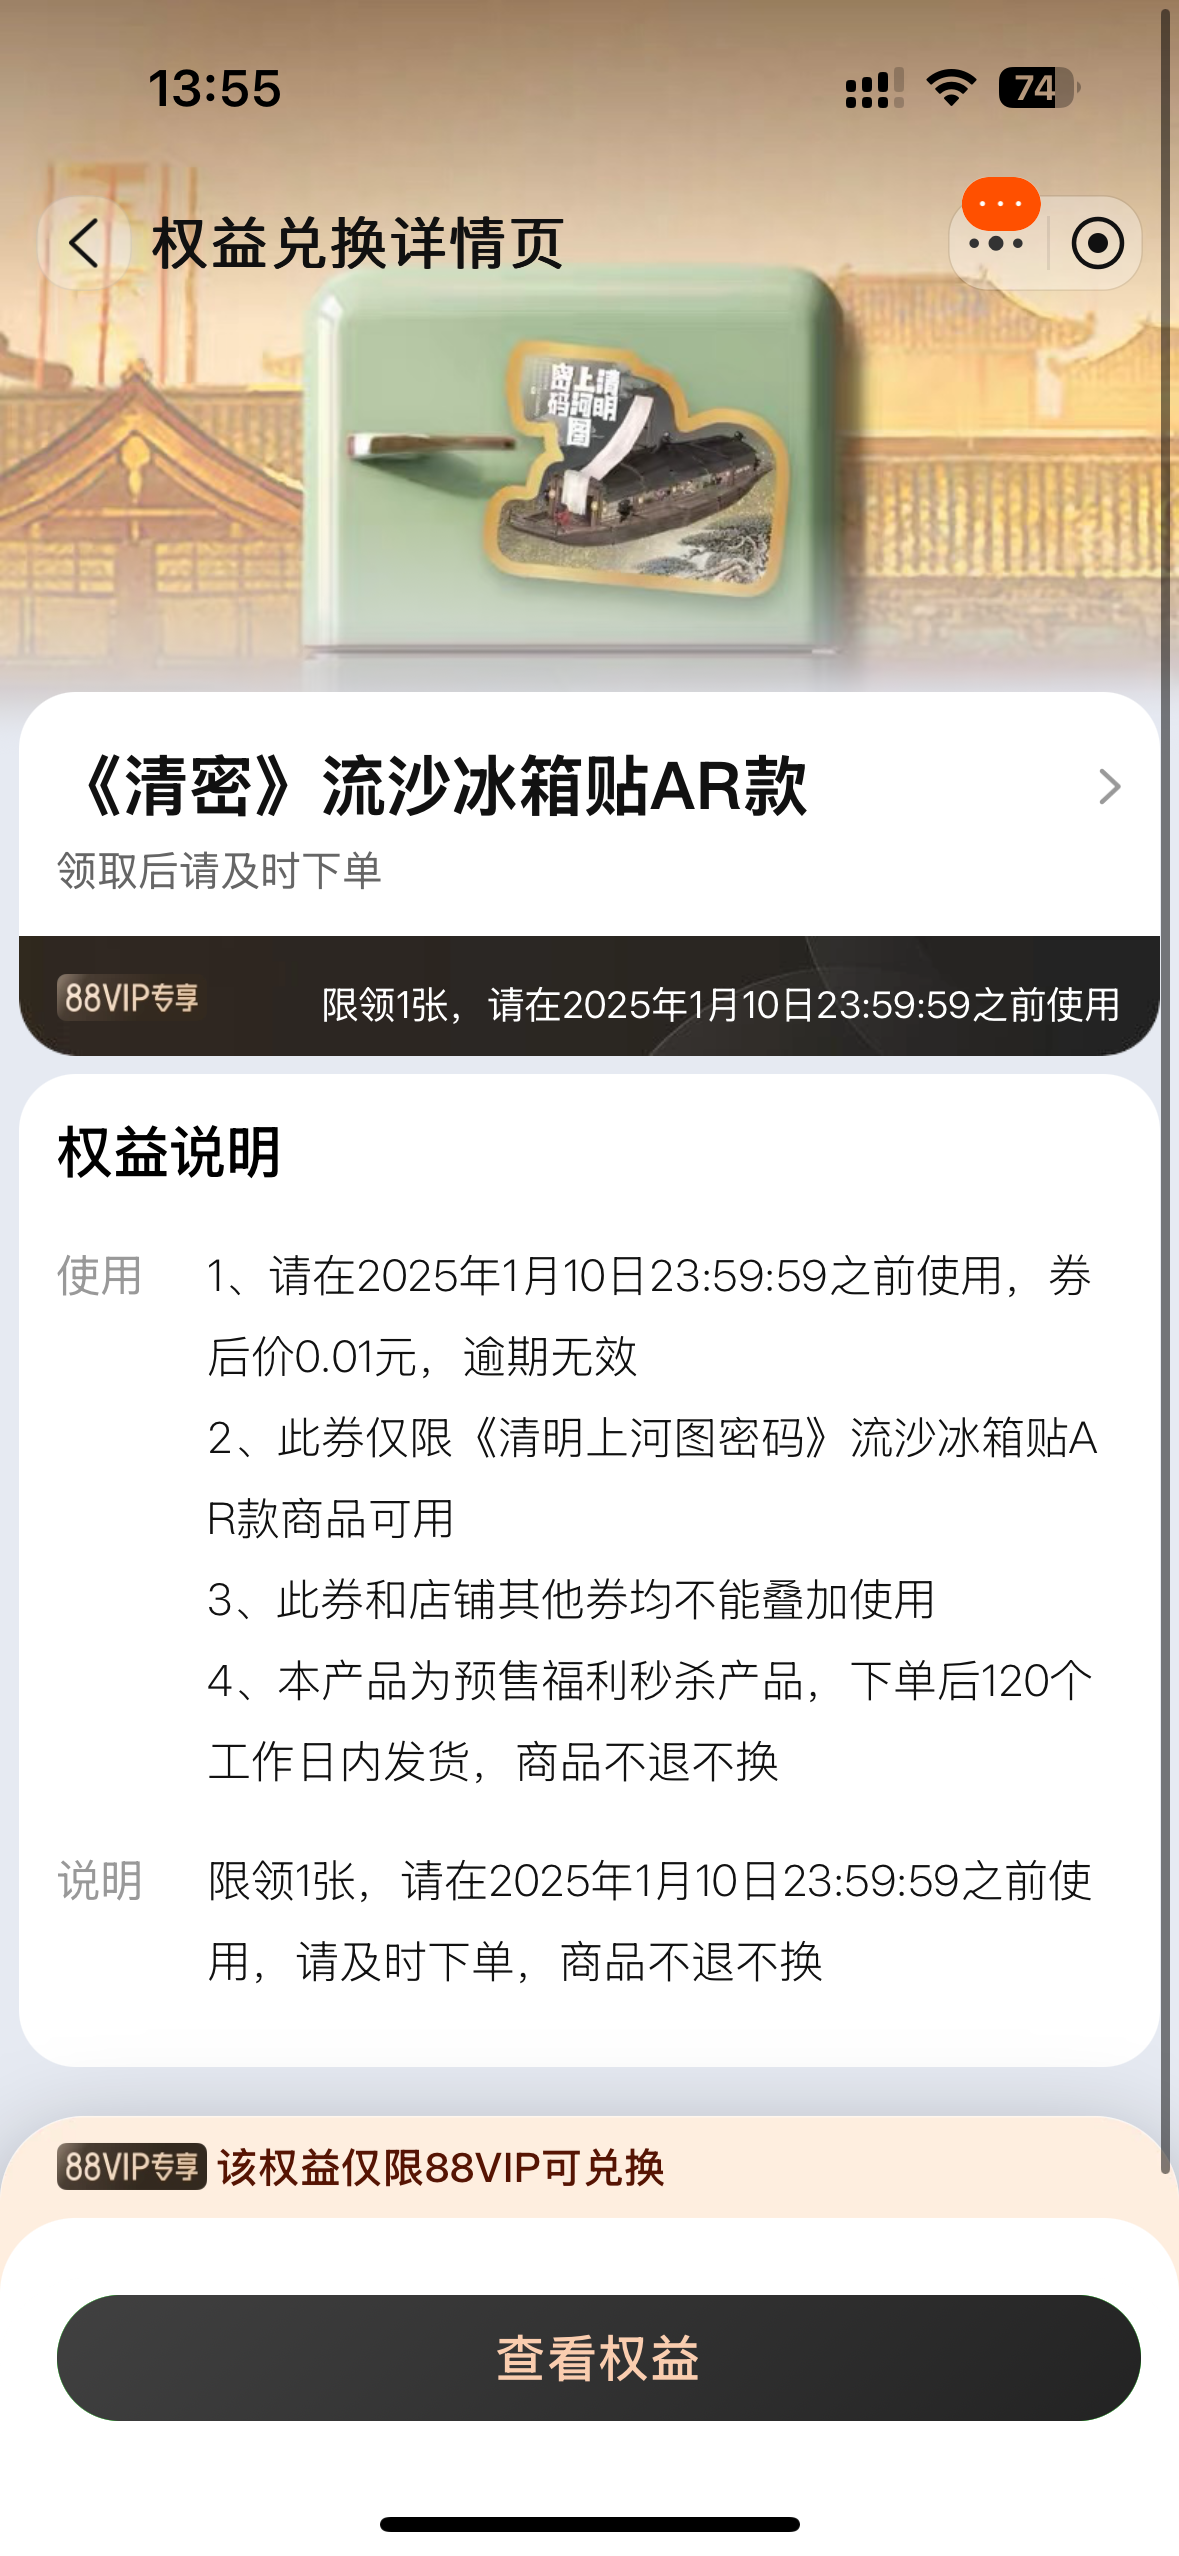 13:55
74
权益兑换详情页
清明
上河图
密码
《清密》流沙冰箱贴AR款
领取后请及时下单
88VIP专享
限领1张，请在2025年1月10日23:59:59之前使用
权益说明
使用
1、请在2025年1月10日23:59:59之前使用，券
后价0.01元，逾期无效
2、此券仅限《清明上河图密码》流沙冰箱贴A
R款商品可用
3、此券和店铺其他券均不能叠加使用
4、本产品为预售福利秒杀产品，下单后120个
工作日内发货，商品不退不换
说明
限领1张，请在2025年1月10日23:59:59之前使
用，请及时下单，商品不退不换
88VIP专享 该权益仅限88VIP可兑换
查看权益